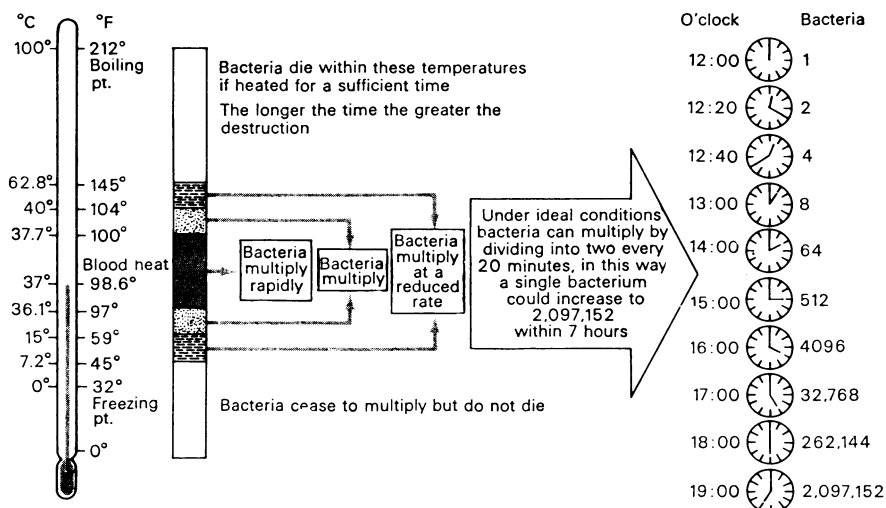 °C °F
100° 212°
Boiling
pt.
62.8° 145°
40° 104°
37.7° 100°
Blood heat
37° 98.6°
36.1° 97°
15° 59°
7.2° 45°
0° 32°
Freezing
pt.
0°
Bacteria die within these temperatures
if heated for a sufficient time
The longer the time the greater the
destruction
Bacteria
multiply
rapidly
Bacteria
multiply
Bacteria
multiply
at a
reduced
rate
Bacteria cease to multiply but do not die
Under ideal conditions
bacteria can multiply by
dividing into two every
20 minutes, in this way
a single bacterium
could increase to
2,097,152
within 7 hours
O'clock Bacteria
12:00 1
12:20 2
12:40 4
13:00 8
14:00 64
15:00 512
16:00 4096
17:00 32,768
18:00 262,144
19:00 2,097,152